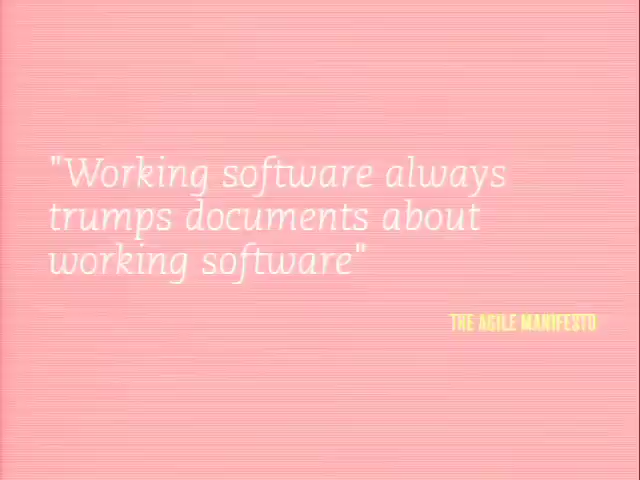 "Working software always
trumps documents about
working software"
THE AGILE MANIFESTO